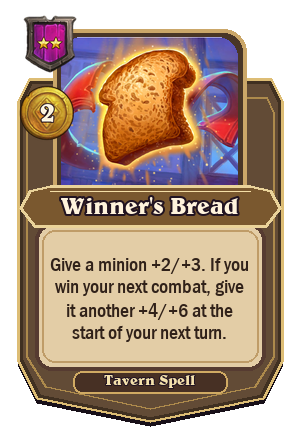 2
Winner's Bread
Give a minion +2/+3. If you
win your next combat, give
it another +4/+6 at the
start of your next turn.
Tavern Spell